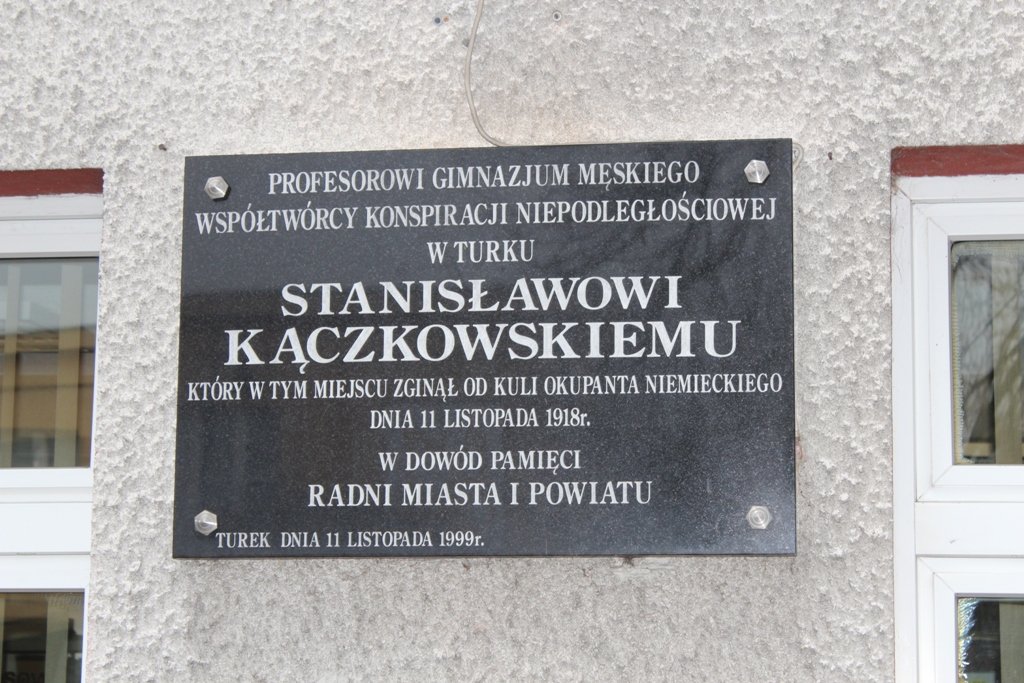 PROFESOROWI GIMNAZJUM MĘSKIEGO
WSPÓŁTWÓRCY KONSPIRACJI NIEPODLEGŁOŚCIOWEJ
W TURKU
STANISŁAWOWI
KĄCZKOWSKIEMU
KTÓRY W TYM MIEJSCU ZGINĄŁ OD KULI OKUPANTA NIEMIECKIEGO
DNIA 11 LISTOPADA 1918r.
W DOWÓD PAMIĘCI
RADNI MIASTA I POWIATU
TUREK DNIA 11 LISTOPADA 1999r.